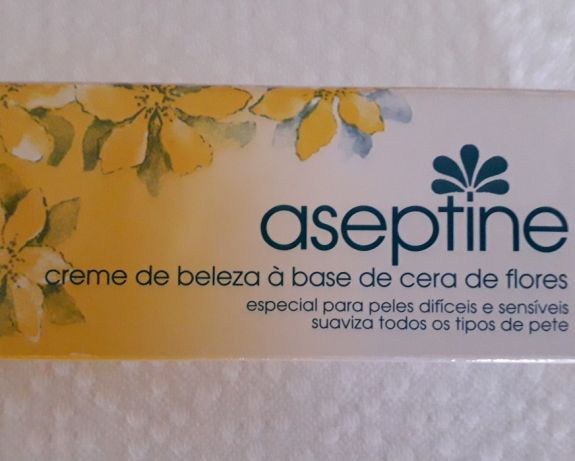 aseptine
creme de beleza à base de cera de flores
especial para peles difíceis e sensíveis
suaviza todos os tipos de pete